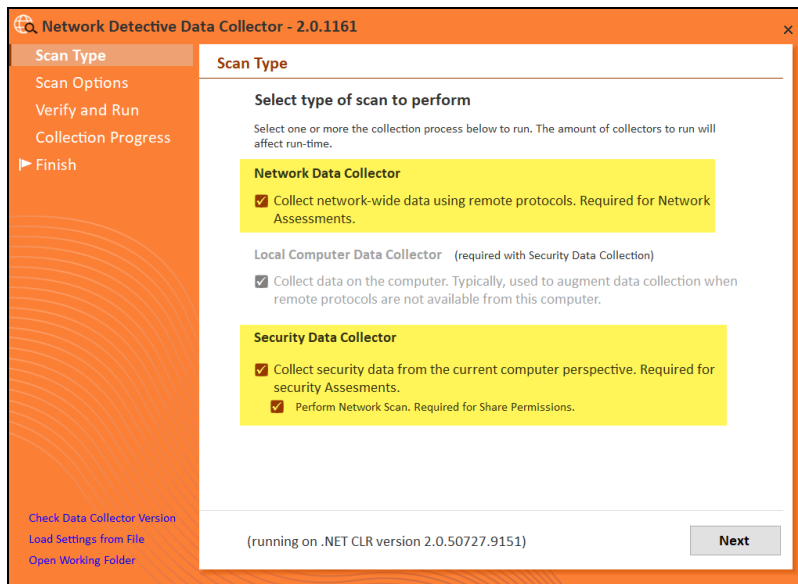 Network Detective Data Collector - 2.0.1161
Scan Type
Scan Options
Verify and Run
Collection Progress
Finish
Check Data Collector Version
Load Settings from File
Open Working Folder
Scan Type
Select type of scan to perform
Select one or more the collection process below to run. The amount of collectors to run will
affect run-time.
Network Data Collector
Collect network-wide data using remote protocols. Required for Network
Assessments.
Local Computer Data Collector (required with Security Data Collection)
Collect data on the computer. Typically, used to augment data collection when
remote protocols are not available from this computer.
Security Data Collector
Collect security data from the current computer perspective. Required for
security Assesments.
Perform Network Scan. Required for Share Permissions.
(running on .NET CLR version 2.0.50727.9151)
Next